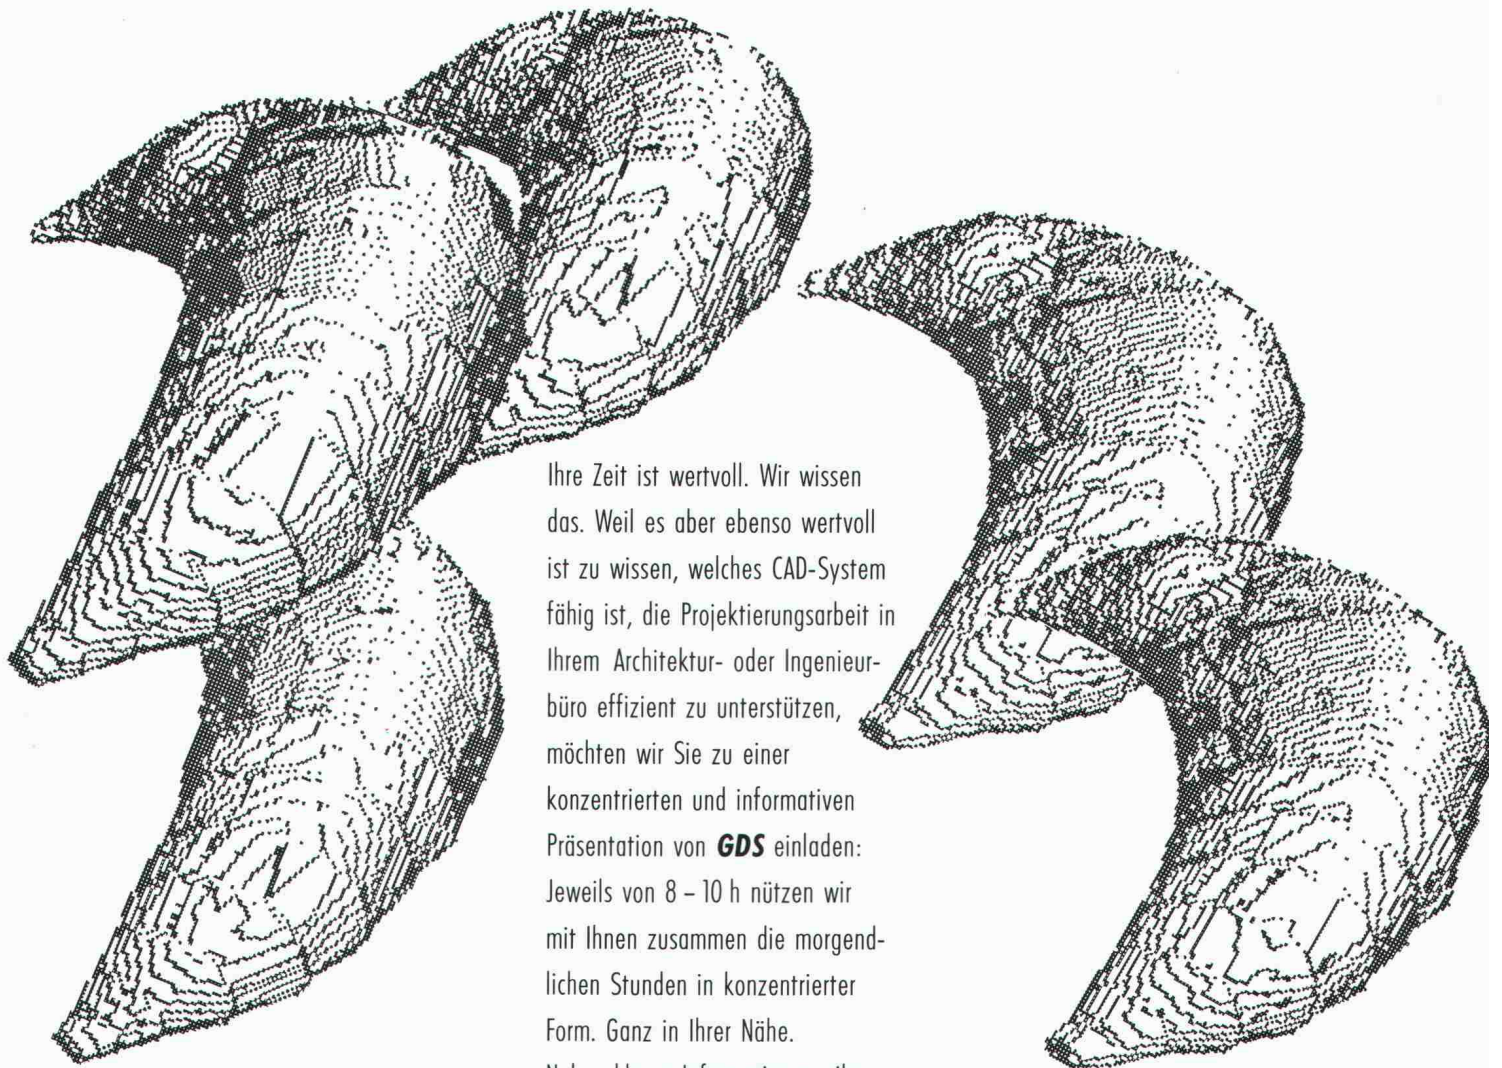 Ihre Zeit ist wertvoll. Wir wissen
das. Weil es aber ebenso wertvoll
ist zu wissen, welches CAD-System
fähig ist, die Projektierungsarbeit in
Ihrem Architektur- oder Ingenieur-
büro effizient zu unterstützen,
möchten wir Sie zu einer
konzentrierten und informativen
Präsentation von GDS einladen:
Jeweils von 8 – 10 h nützen wir
mit Ihnen zusammen die morgend-
lichen Stunden in konzentrierter
Form. Ganz in Ihrer Nähe.